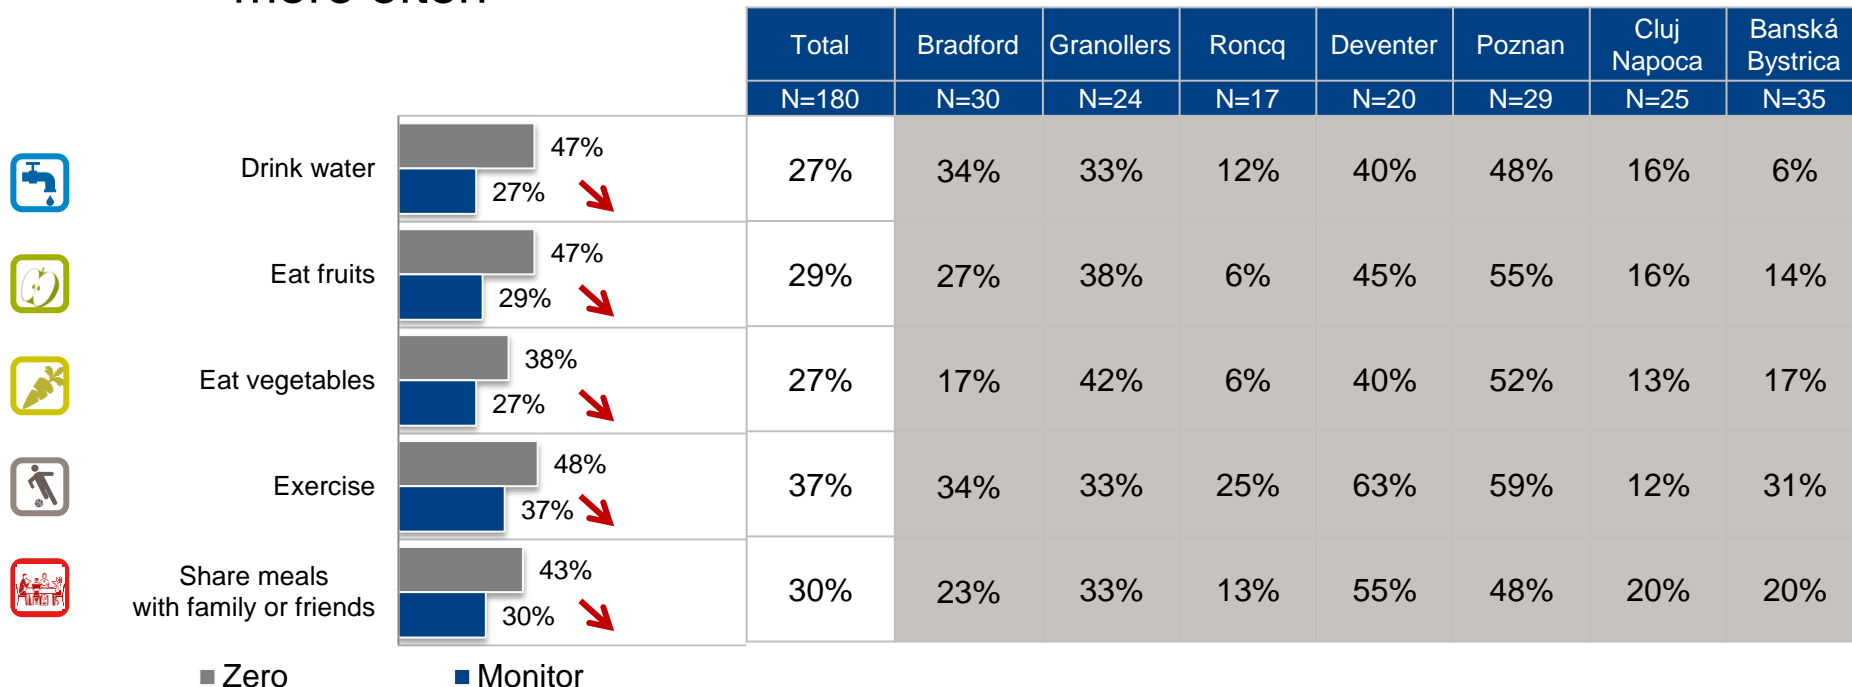 more often
Total Bradford Granollers Roncq Deventer Poznan Cluj Napoca Banská Bystrica
N=180 N=30 N=24 N=17 N=20 N=29 N=25 N=35
Drink water 47% 27% 27% 34% 33% 12% 40% 48% 16% 6%
Eat fruits 47% 29% 29% 27% 38% 6% 45% 55% 16% 14%
Eat vegetables 38% 27% 27% 17% 42% 6% 40% 52% 13% 17%
Exercise 48% 37% 37% 34% 33% 25% 63% 59% 12% 31%
Share meals
with family or friends 43% 30% 30% 23% 33% 13% 55% 48% 20% 20%
Zero Monitor